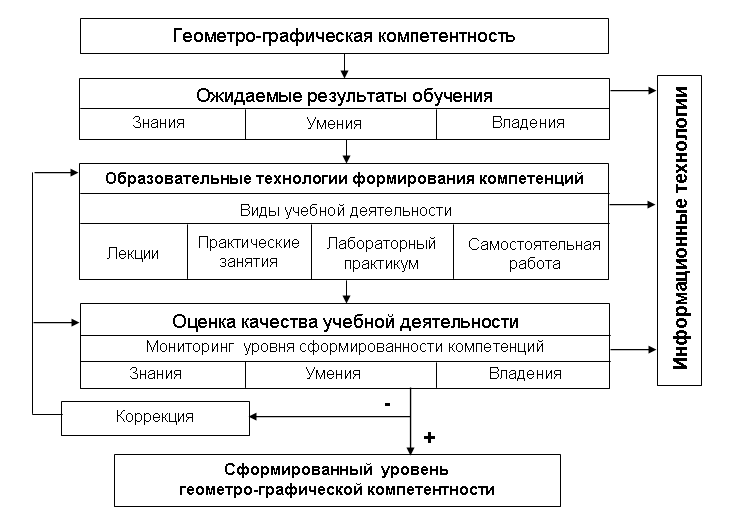 Геометро-графическая компетентность
Ожидаемые результаты обучения
Знания Умения Владения
Образовательные технологии формирования компетенций
Виды учебной деятельности
Лекции
Практические
занятия
Лабораторный
практикум
Самостоятельная
работа
Оценка качества учебной деятельности
Мониторинг уровня сформированности компетенций
Знания Умения Владения
Коррекция
-
+
Сформированный уровень
геометро-графической компетентности
Информационные технологии